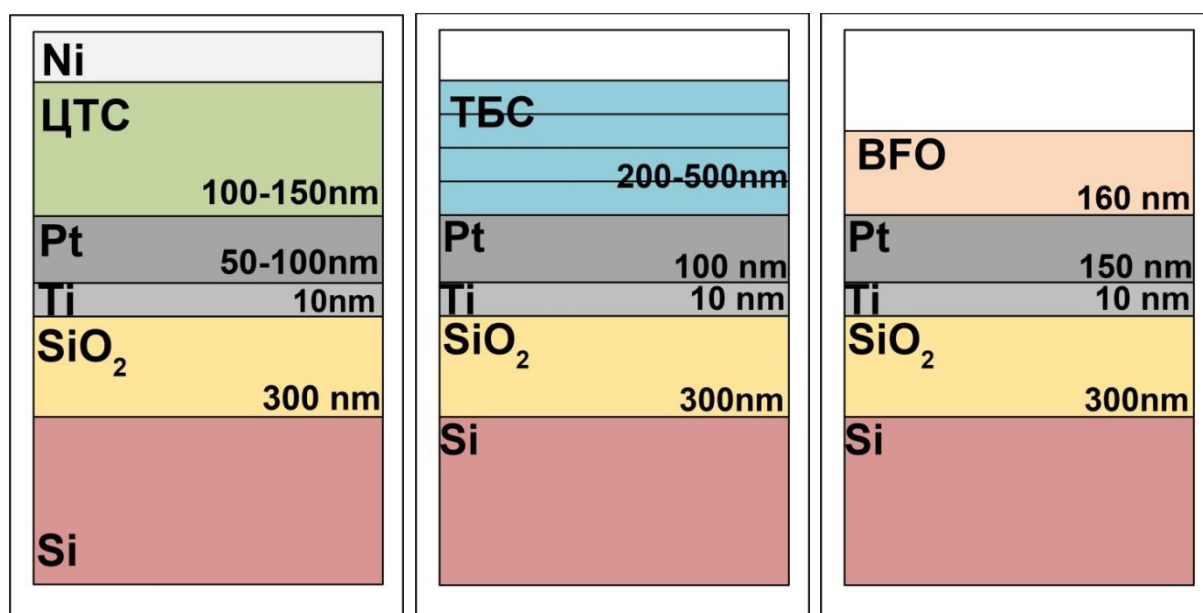 Ni
ЦТС
100-150nm
Pt
50-100nm
Ti
10nm
SiO₂
300 nm
Si
ТБС
200-500nm
Pt
100 nm
Ti
10 nm
SiO₂
300nm
Si
BFO
160 nm
Pt
150 nm
Ti
10 nm
SiO₂
300nm
Si